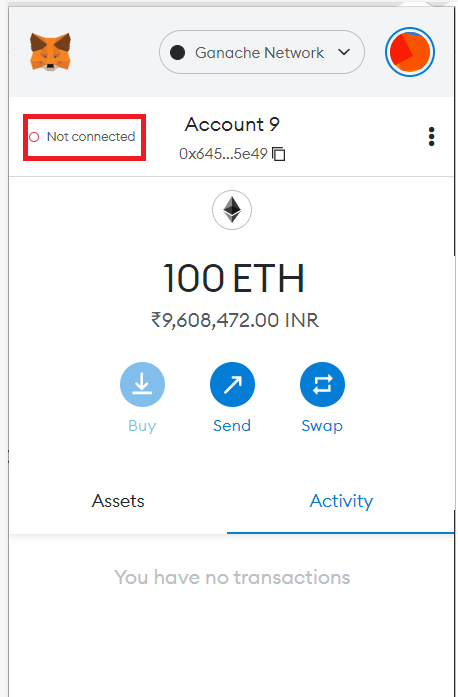 Ganache Network
Not connected
Account 9
0x645...5e49
100 ETH
₹9,608,472.00 INR
Buy
Send
Swap
Assets
Activity
You have no transactions